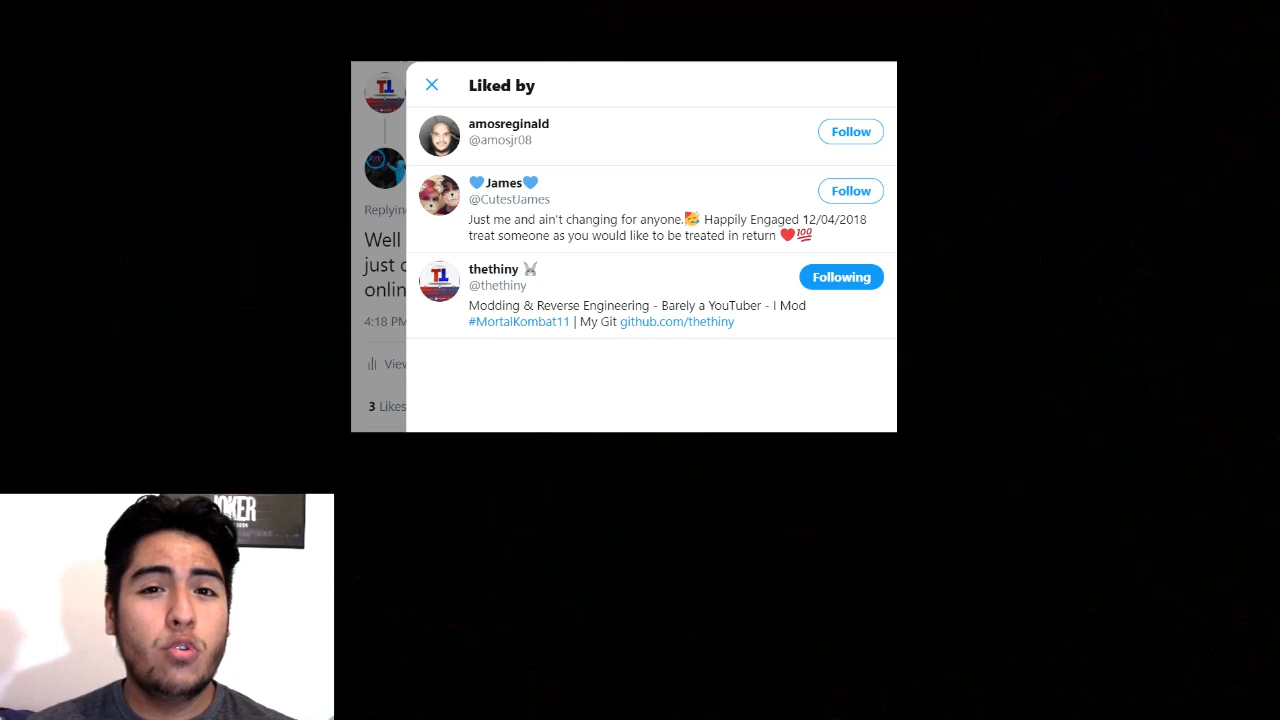 Liked by
amosreginald
@amosjr08
Follow
💙James💙
@CutestJames
Follow
Just me and ain't changing for anyone.🥳 Happily Engaged 12/04/2018
treat someone as you would like to be treated in return ❤️💯
thethiny 🐰
@thethiny
Following
Modding & Reverse Engineering - Barely a YouTuber - I Mod
#MortalKombat11 | My Git github.com/thethiny
Replyin
Well
just c
onlin
4:18 PM
View
3 Likes
JOKER